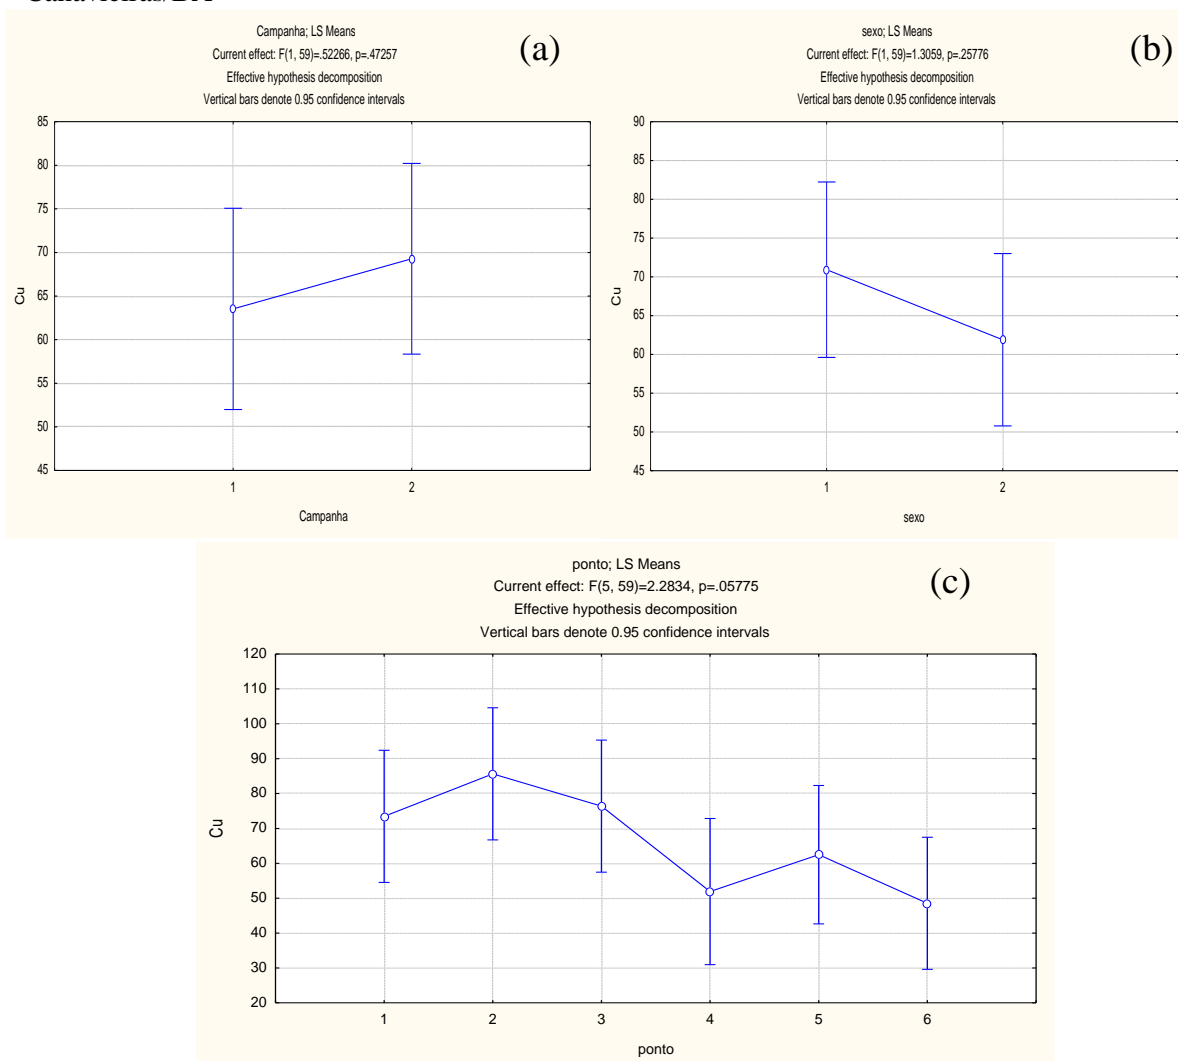 Canavieiras/BA
Campanha; LS Means
Current effect: F(1, 59)=.52266, p=.47257
Effective hypothesis decomposition
Vertical bars denote 0.95 confidence intervals
(a)
85
80
75
70
65
60
55
50
45
Cu
1 2
Campanha
sexo; LS Means
Current effect: F(1, 59)=1.3059, p=.25776
Effective hypothesis decomposition
Vertical bars denote 0.95 confidence intervals
(b)
90
85
80
75
70
65
60
55
50
45
Cu
1 2
sexo
ponto; LS Means
Current effect: F(5, 59)=2.2834, p=.05775
Effective hypothesis decomposition
Vertical bars denote 0.95 confidence intervals
(c)
120
110
100
90
80
70
60
50
40
30
20
Cu
1 2 3 4 5 6
ponto